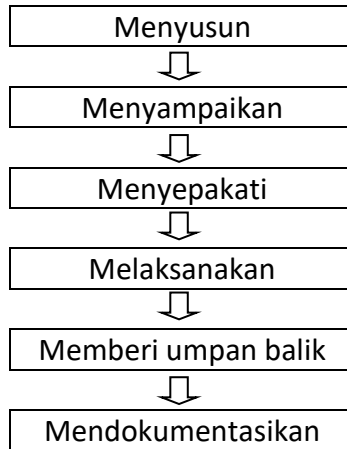 Menyusun
Menyampaikan
Menyepakati
Melaksanakan
Memberi umpan balik
Mendokumentasikan